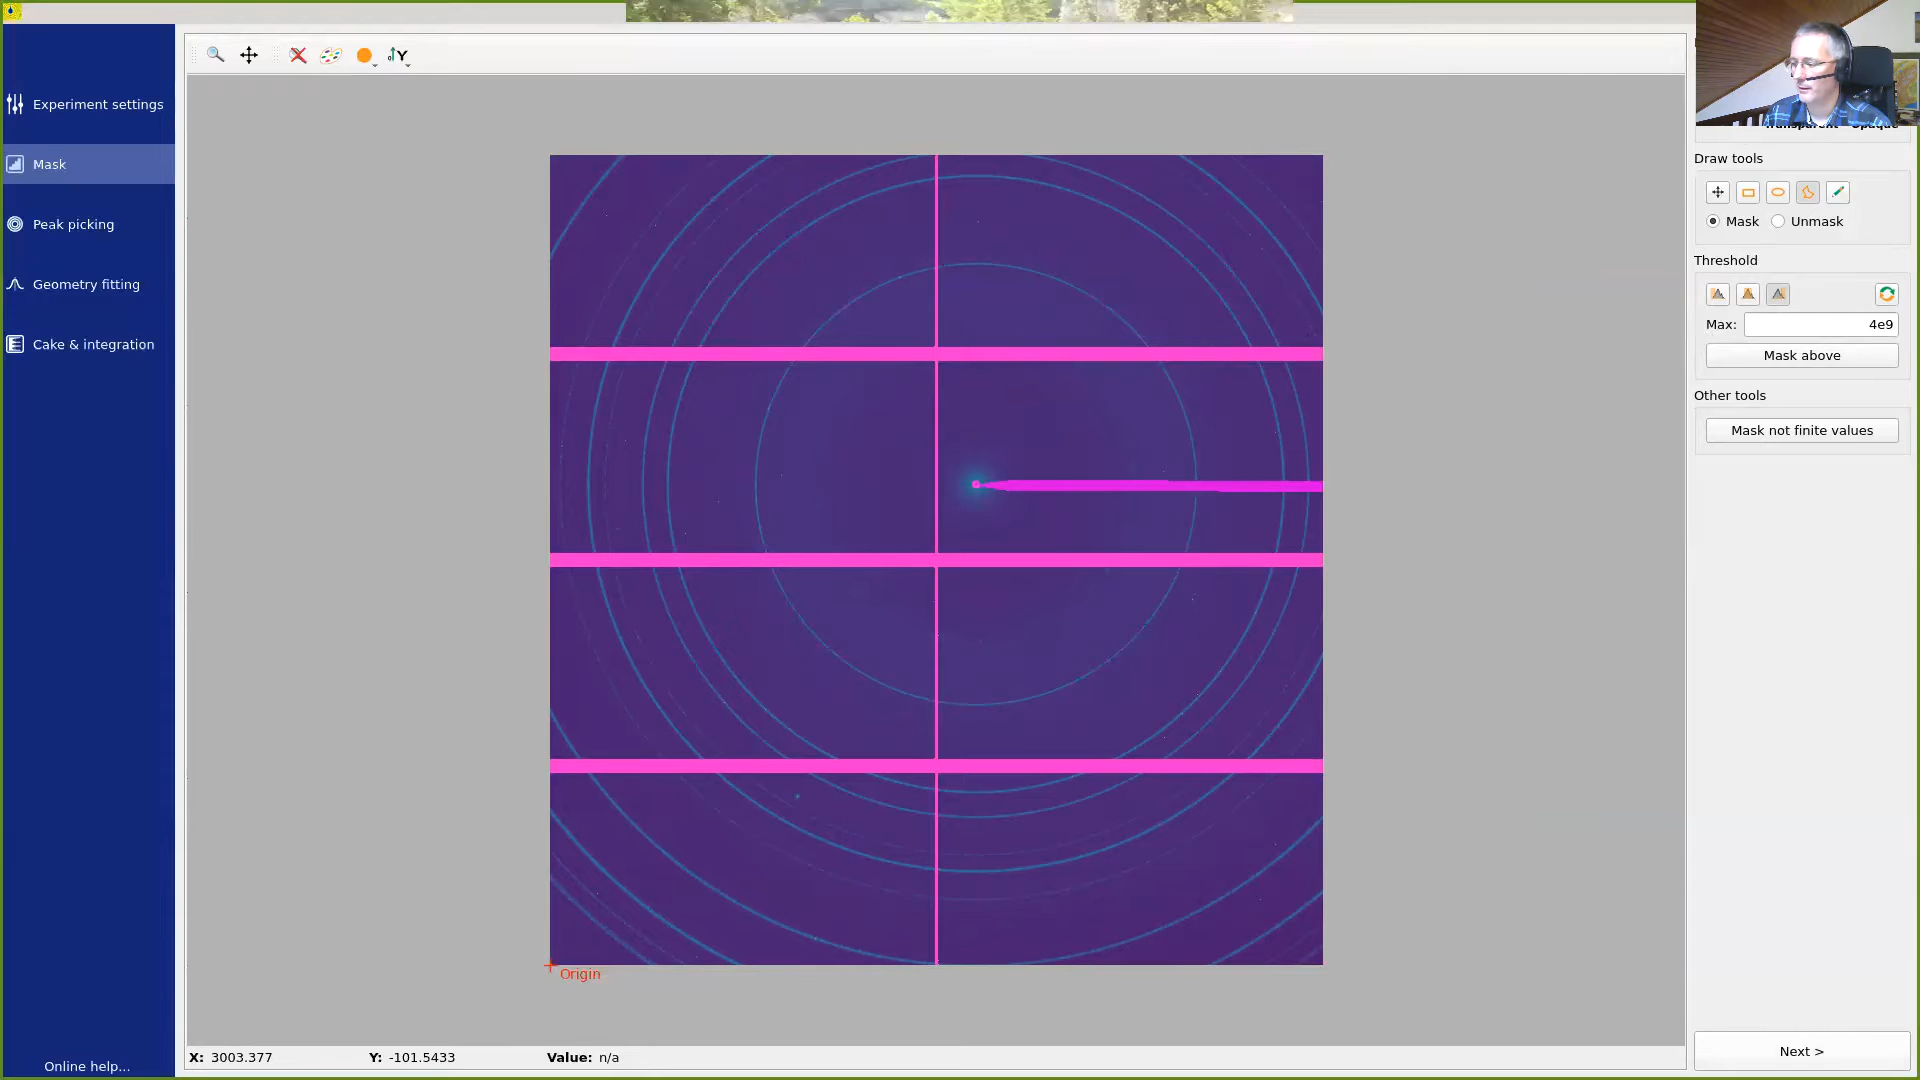 Experiment settings
Mask
Peak picking
Geometry fitting
Cake & integration
Online help...
Y
Origin
X: 3003.377 Y: -101.5433 Value: n/a
Draw tools
Mask Unmask
Threshold
Max: 4e9
Mask above
Other tools
Mask not finite values
Next >